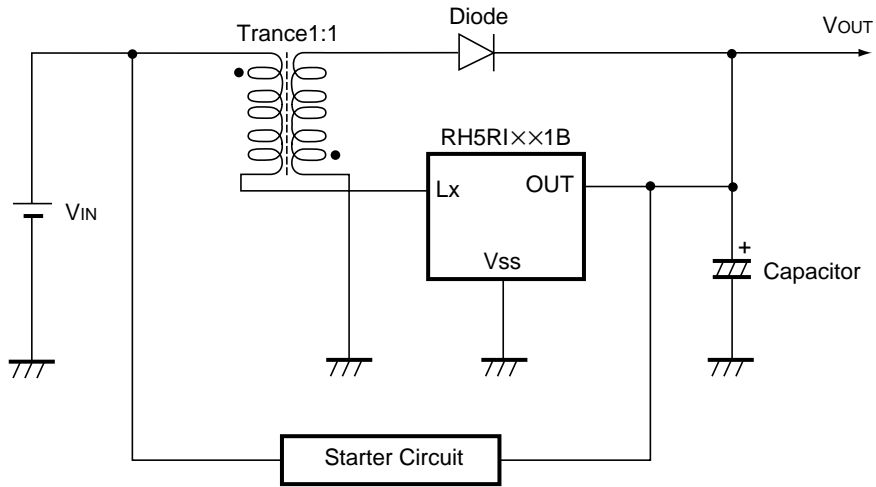 Diode
VOUT
Trance1:1
RH5RI××1B
Lx
OUT
VIN
Vss
+
Capacitor
Starter Circuit